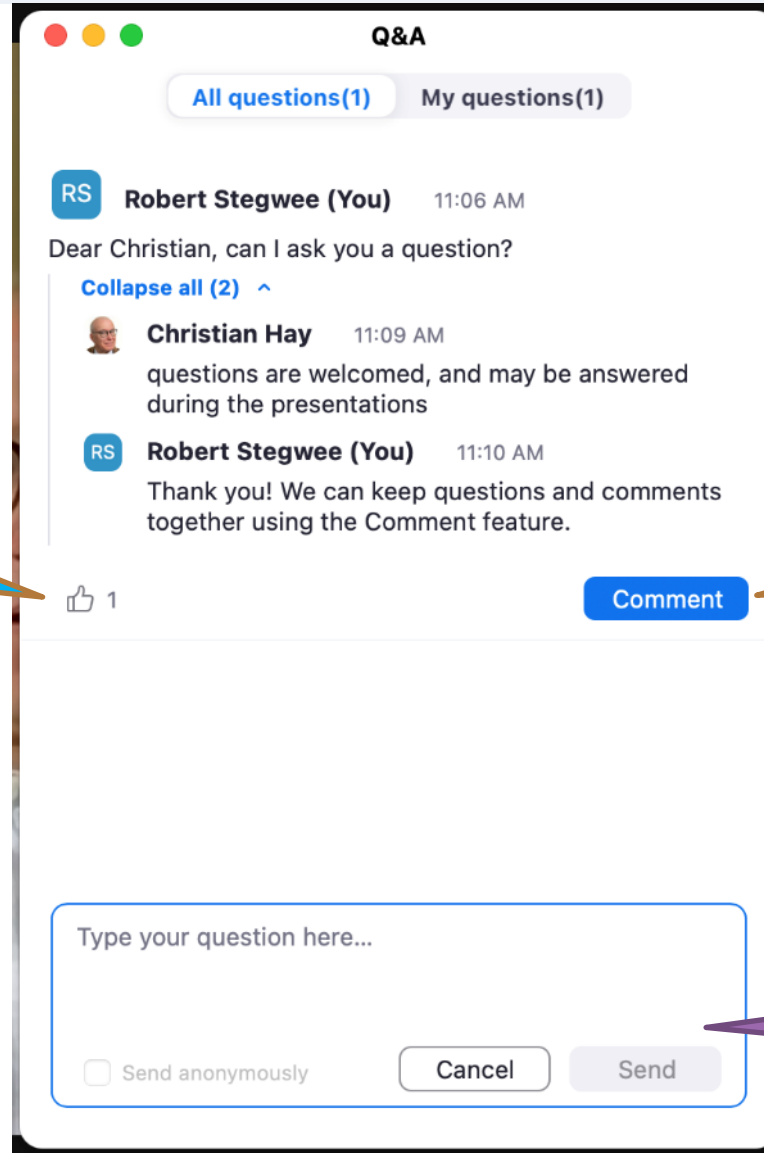 Q&A
All questions(1) My questions(1)
RS Robert Stegwee (You) 11:06 AM
Dear Christian, can I ask you a question?
Collapse all (2)
Christian Hay 11:09 AM
questions are welcomed, and may be answered
during the presentations
RS Robert Stegwee (You) 11:10 AM
Thank you! We can keep questions and comments
together using the Comment feature.
1 Comment
Type your question here...
Send anonymously Cancel Send